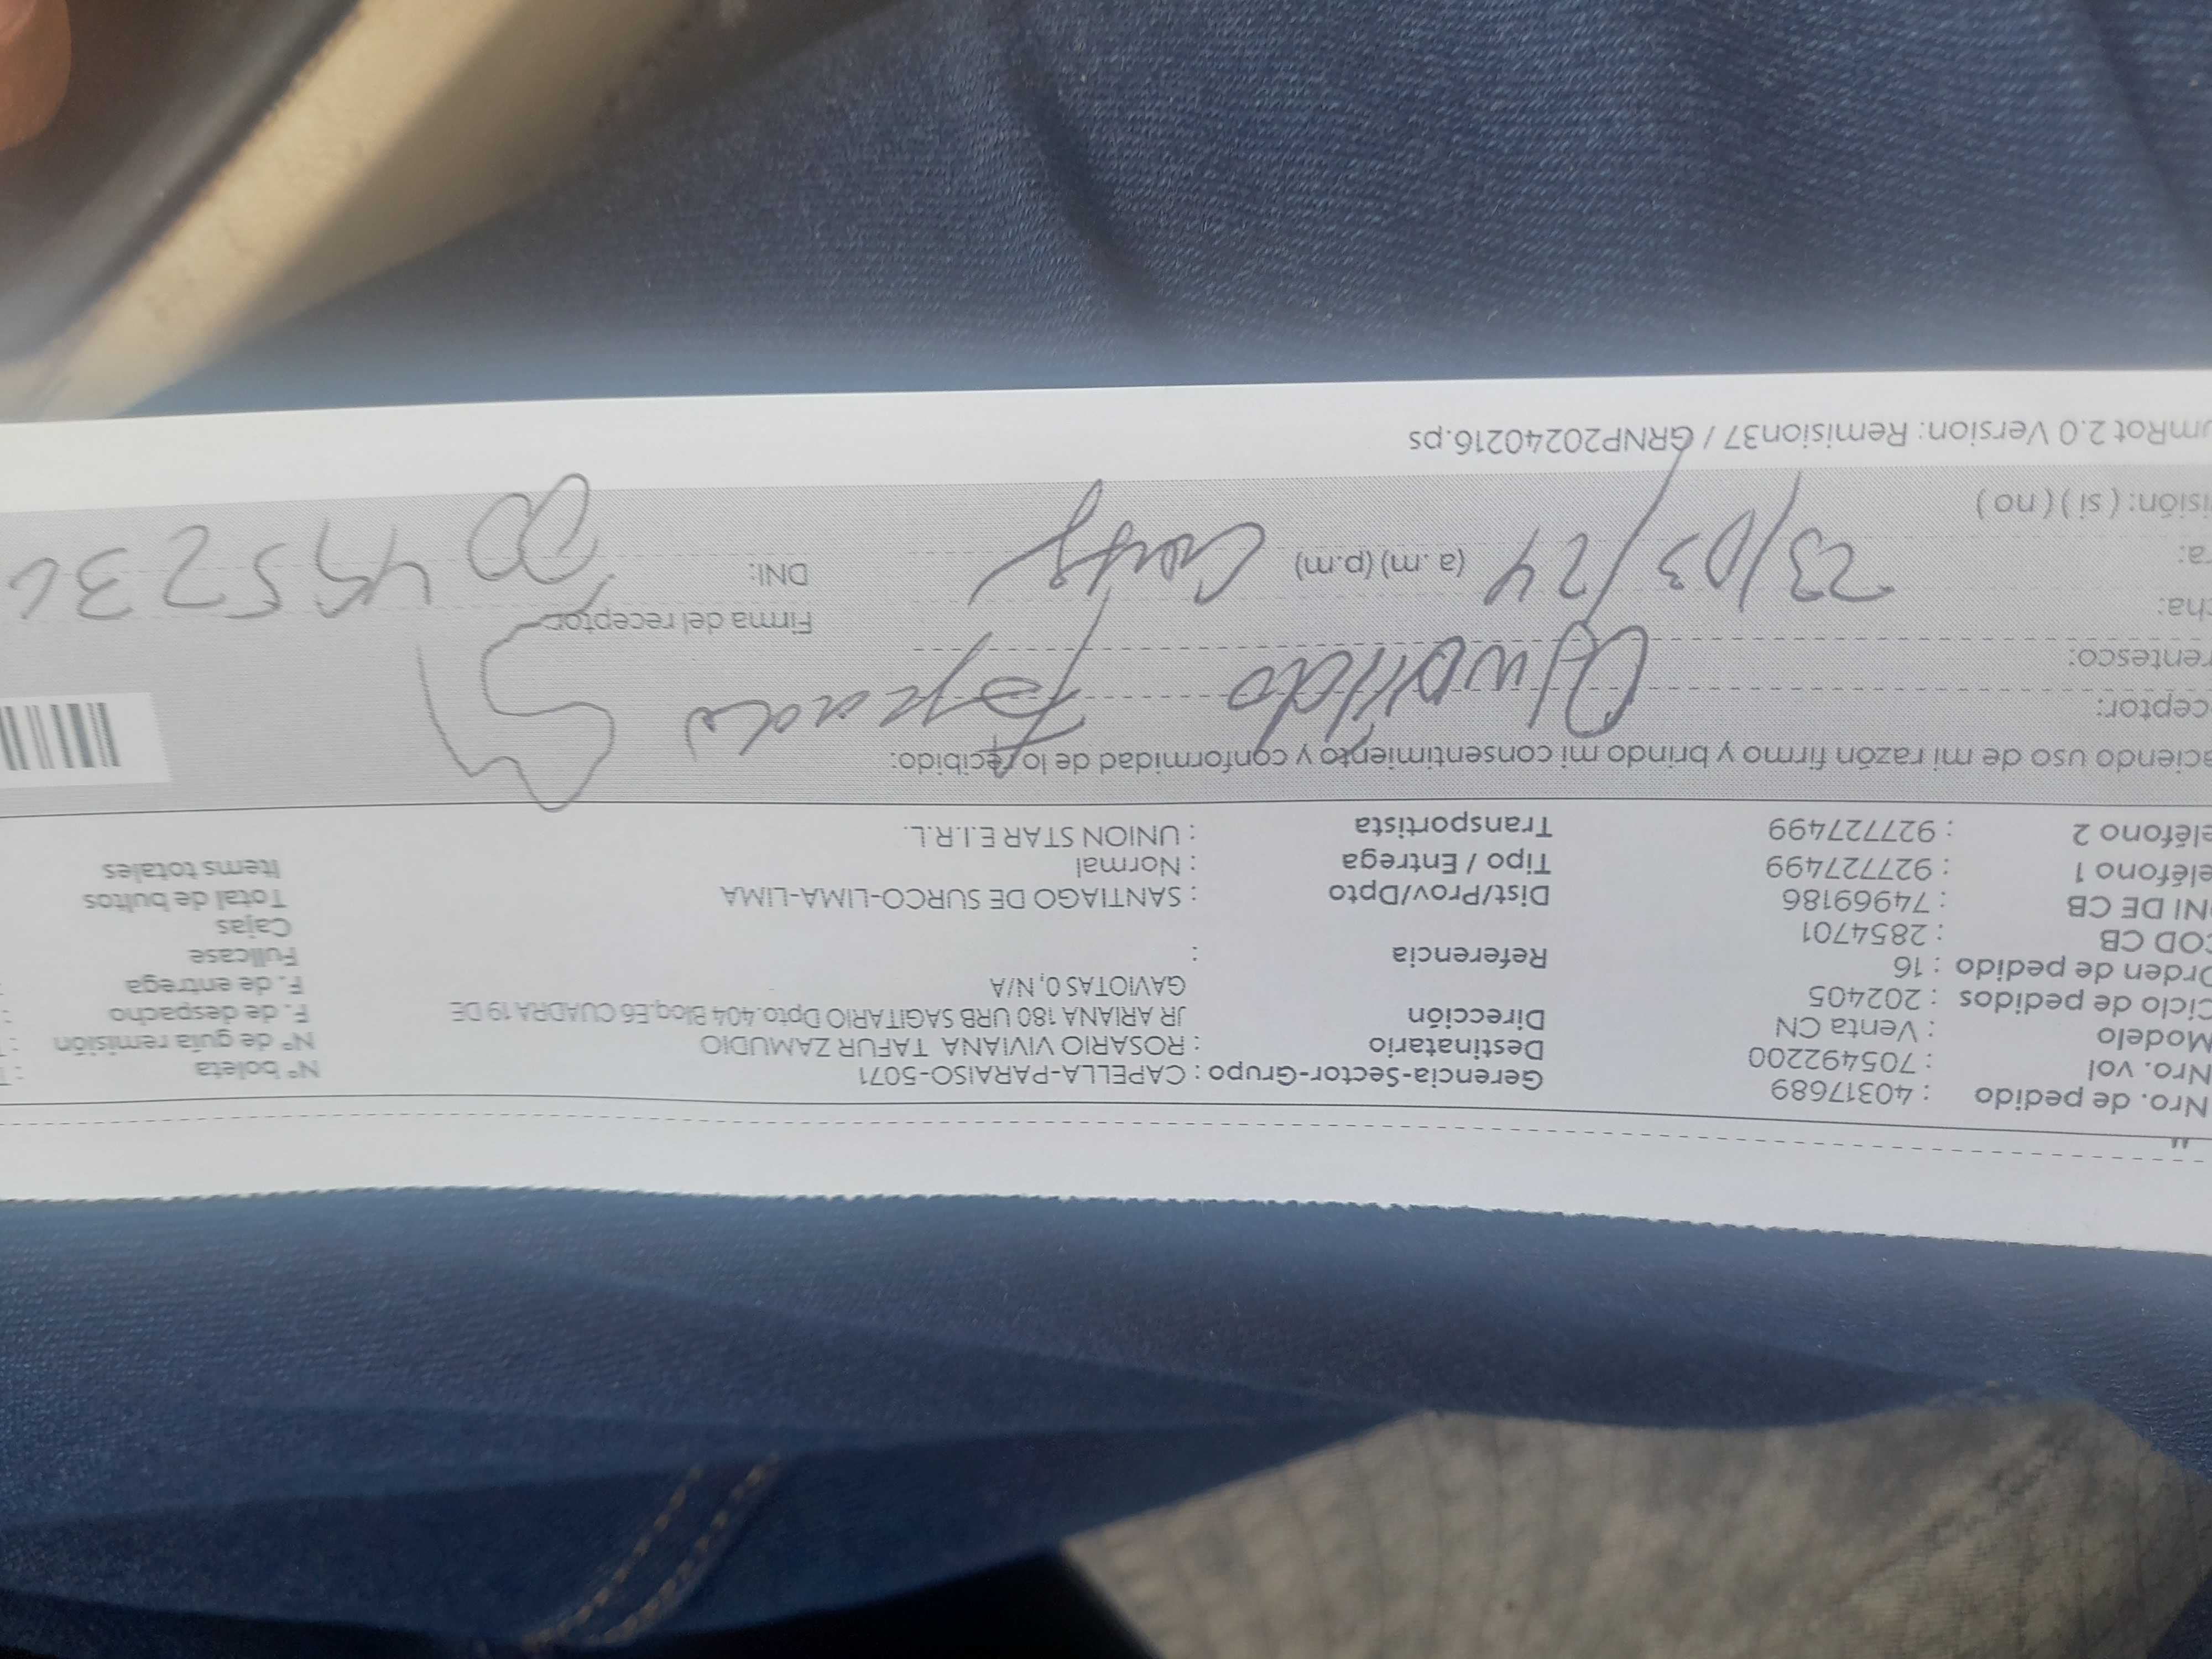 Nro. de pedido : 40317689 Gerencia-Sector-Grupo : CAPELLA-PARAISO-5071 N° boleta :
Nro. vol : 705492200 Destinatario : ROSARIO VIVIANA TAFUR ZAMUDIO N° de guía remisión :
Modelo : Venta CN Dirección JR ARIANA 180 URB SAGITARIO Dpto.404 Bloq.E6 CUADRA 19 DE F. de despacho :
Ciclo de pedidos : 202405 GAVIOTAS 0, N/A F. de entrega :
Orden de pedido : 16 Referencia : Fullcase
COD CB : 2854701 Cajas
NI DE CB : 74969186 Dist/Prov/Dpto : SANTIAGO DE SURCO-LIMA-LIMA Total de bultos
eléfono 1 : 927727499 Tipo / Entrega : Normal Items totales
eléfono 2 : 927727499 Transportista : UNION STAR E.I.R.L.
aciendo uso de mi razón firmo y brindo mi consentimiento y conformidad de lo recibido:
ceptor:
rentesco:
cha: 23/03/24 Firma del receptor
ra: (a.m) (p.m) DNI:
isión: ( si ) ( no )
mRot 2.0 Version: Remision37 / GRNP20240216.ps